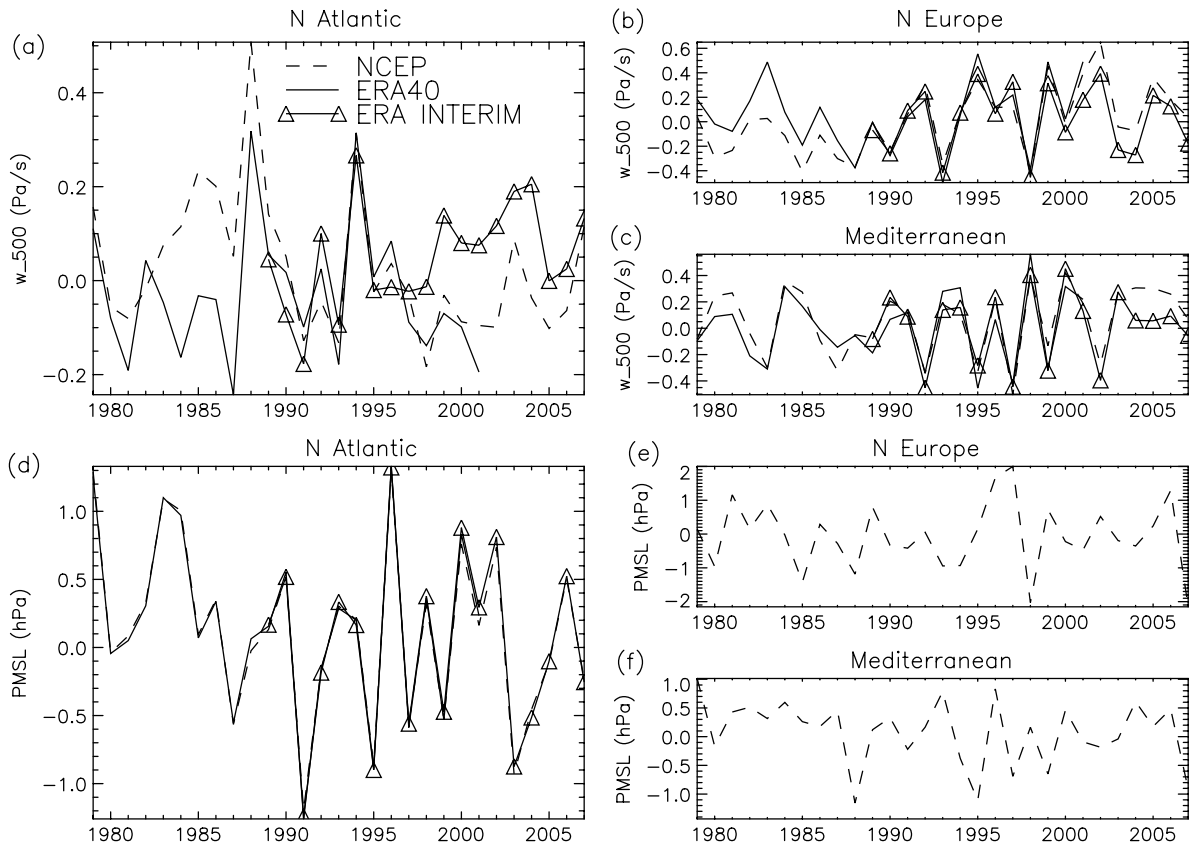 N Atlantic
(a)
NCEP
ERA40
ERA INTERIM
w_500 (Pa/s)
0.4
0.2
0.0
−0.2
1980 1985 1990 1995 2000 2005
(b)
N Europe
w_500 (Pa/s)
0.6
0.4
0.2
0.0
−0.2
−0.4
1980 1985 1990 1995 2000 2005
(c)
Mediterranean
w_500 (Pa/s)
0.4
0.2
0.0
−0.2
−0.4
1980 1985 1990 1995 2000 2005
(d)
N Atlantic
PMSL (hPa)
1.0
0.5
0.0
−0.5
−1.0
1980 1985 1990 1995 2000 2005
(e)
N Europe
PMSL (hPa)
2
1
0
−1
−2
1980 1985 1990 1995 2000 2005
(f)
Mediterranean
PMSL (hPa)
1.0
0.5
0.0
−0.5
−1.0
1980 1985 1990 1995 2000 2005